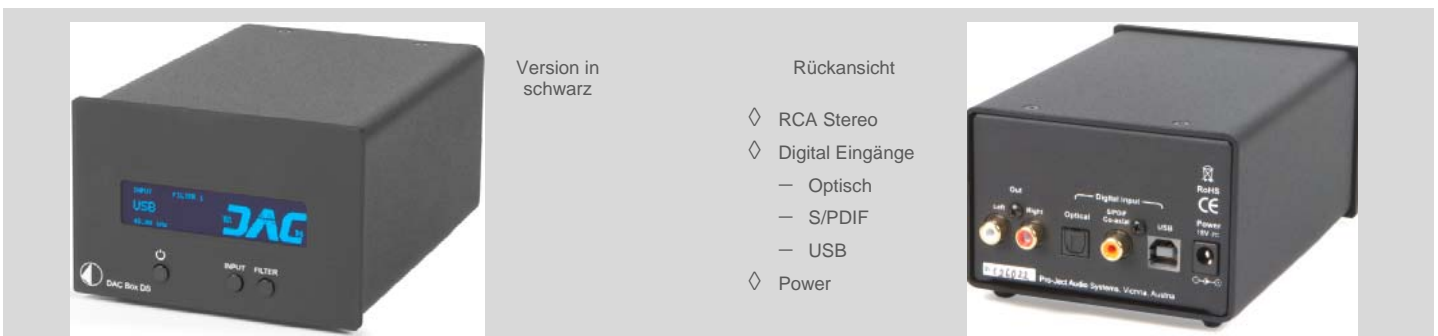 Version in
schwarz
Rückansicht
◊ RCA Stereo
◊ Digital Eingänge
– Optisch
– S/PDIF
– USB
◊ Power
INPUT FILTER 1
USB
DAC
INPUT FILTER
DAC Box DS
Out
Left Right
Digital Input
Optical
S/PDIF
Co-axial
USB
RoHS
CE
Power
Pro-Ject Audio Systems, Vienna, Austria